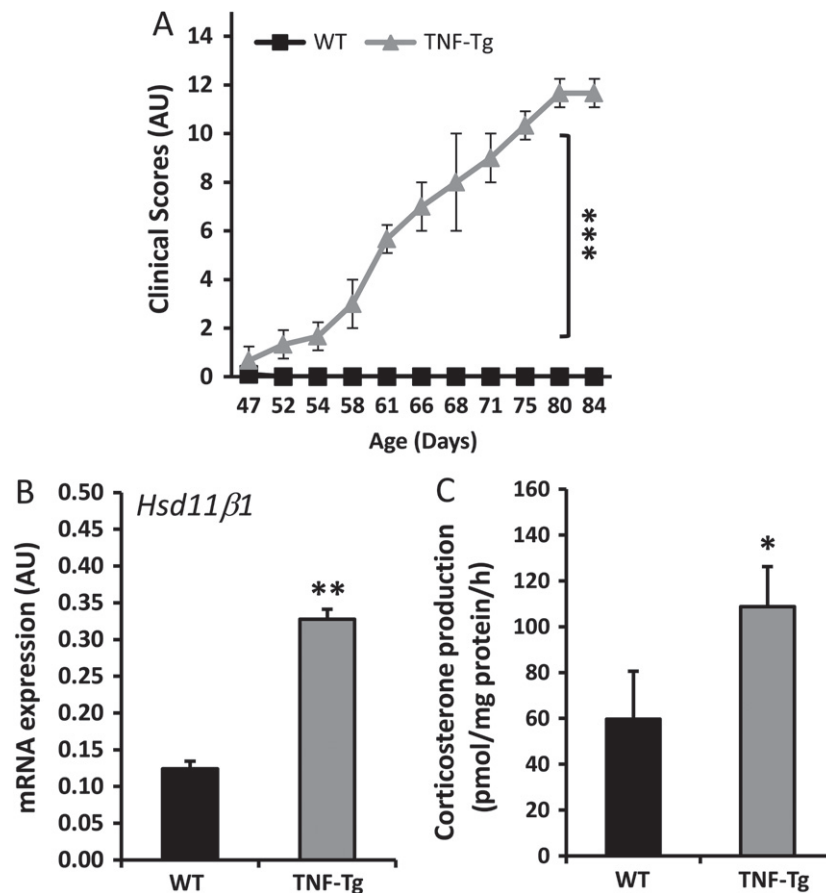 A
14
12
10
8
6
4
2
0
Clinical Scores (AU)
WT
TNF-Tg
***
47 52 54 58 61 66 68 71 75 80 84
Age (Days)
B
0.50
0.45
0.40
0.35
0.30
0.25
0.20
0.15
0.10
0.05
0.00
mRNA expression (AU)
Hsd11β1
**
WT TNF-Tg
C
160
140
120
100
80
60
40
20
0
Corticosterone production
(pmol/mg protein/h)
*
WT TNF-Tg